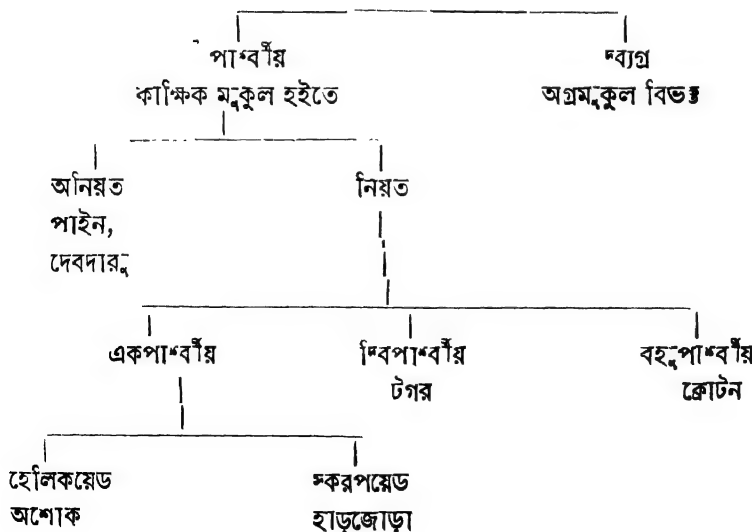 পার্শ্বীয় দ্ব্যগ্র
কাক্ষিক মুকুল হইতে অগ্রমুকুল বিভক্ত
অনিয়ত নিয়ত
পাইন,
দেবদারু
একপার্শ্বীয় দ্বিপার্শ্বীয় বহুপার্শ্বীয়
টগর ক্রোটন
হেলিকয়েড স্করপয়েড
অশোক হাড়জোড়া